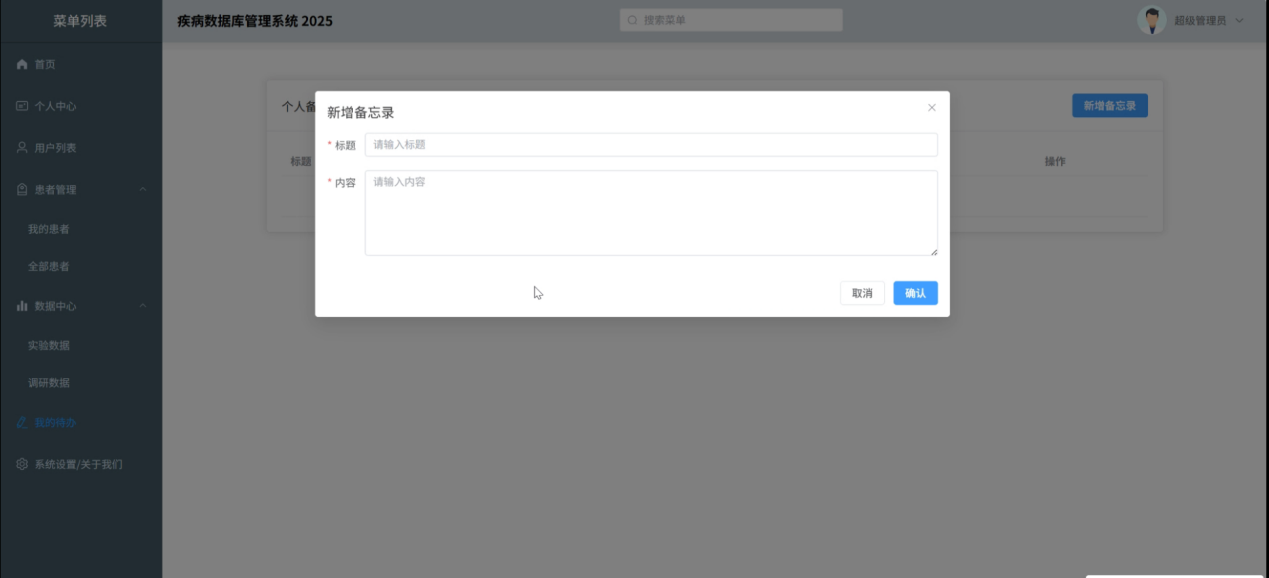 菜单列表
疾病数据库管理系统 2025
搜索菜单
超级管理员
首页
个人中心
用户列表
患者管理
我的患者
全部患者
数据中心
实验数据
调研数据
我的待办
系统设置/关于我们
个人备
新增备忘录
标题
操作
新增备忘录
* 标题
请输入标题
* 内容
请输入内容
取消
确认